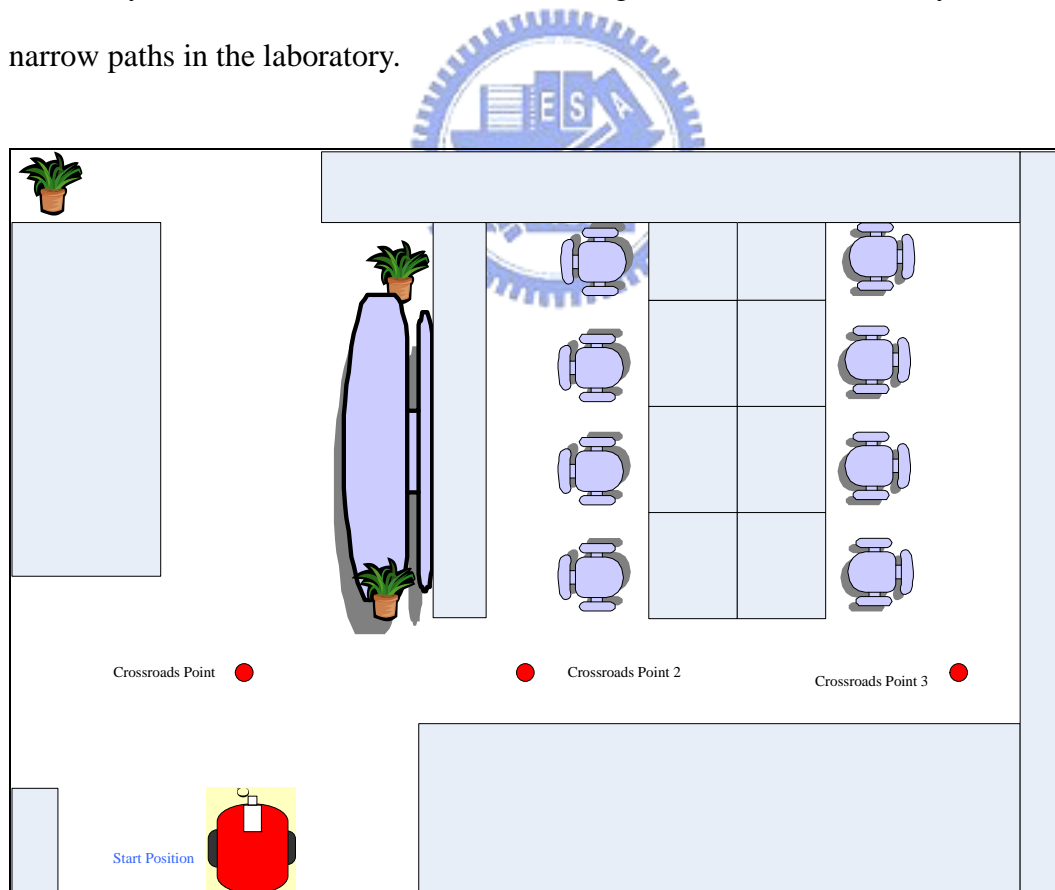 narrow paths in the laboratory.
E S A
Crossroads Point
Crossroads Point 2
Crossroads Point 3
Start Position